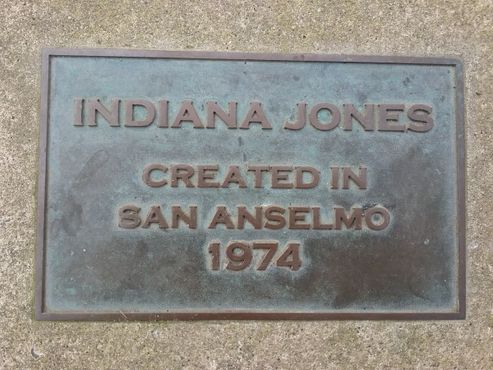 INDIANA JONES
CREATED IN
SAN ANSELMO
1974